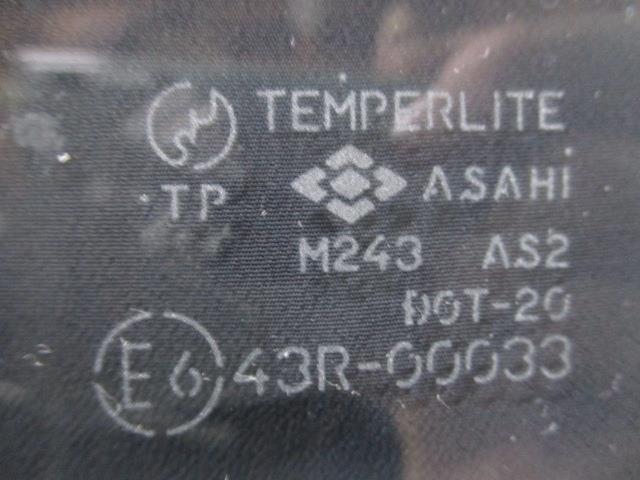 TEMPERLITE
TP ASAHI
M243 AS2
DOT-20
E6 43R-00033